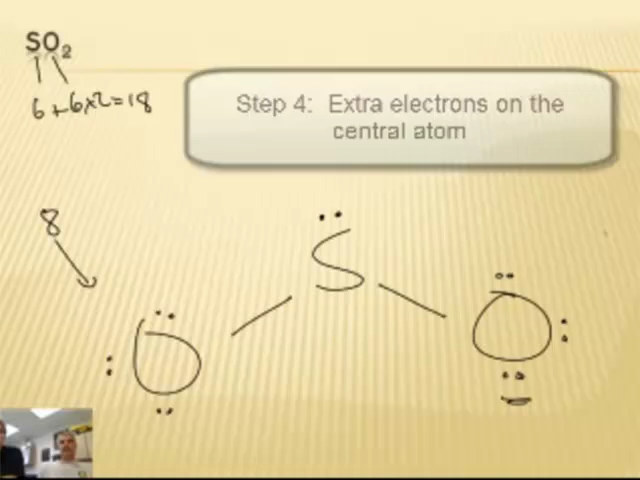 SO₂
6+6x2=18
Step 4: Extra electrons on the
central atom
8
S
O
O